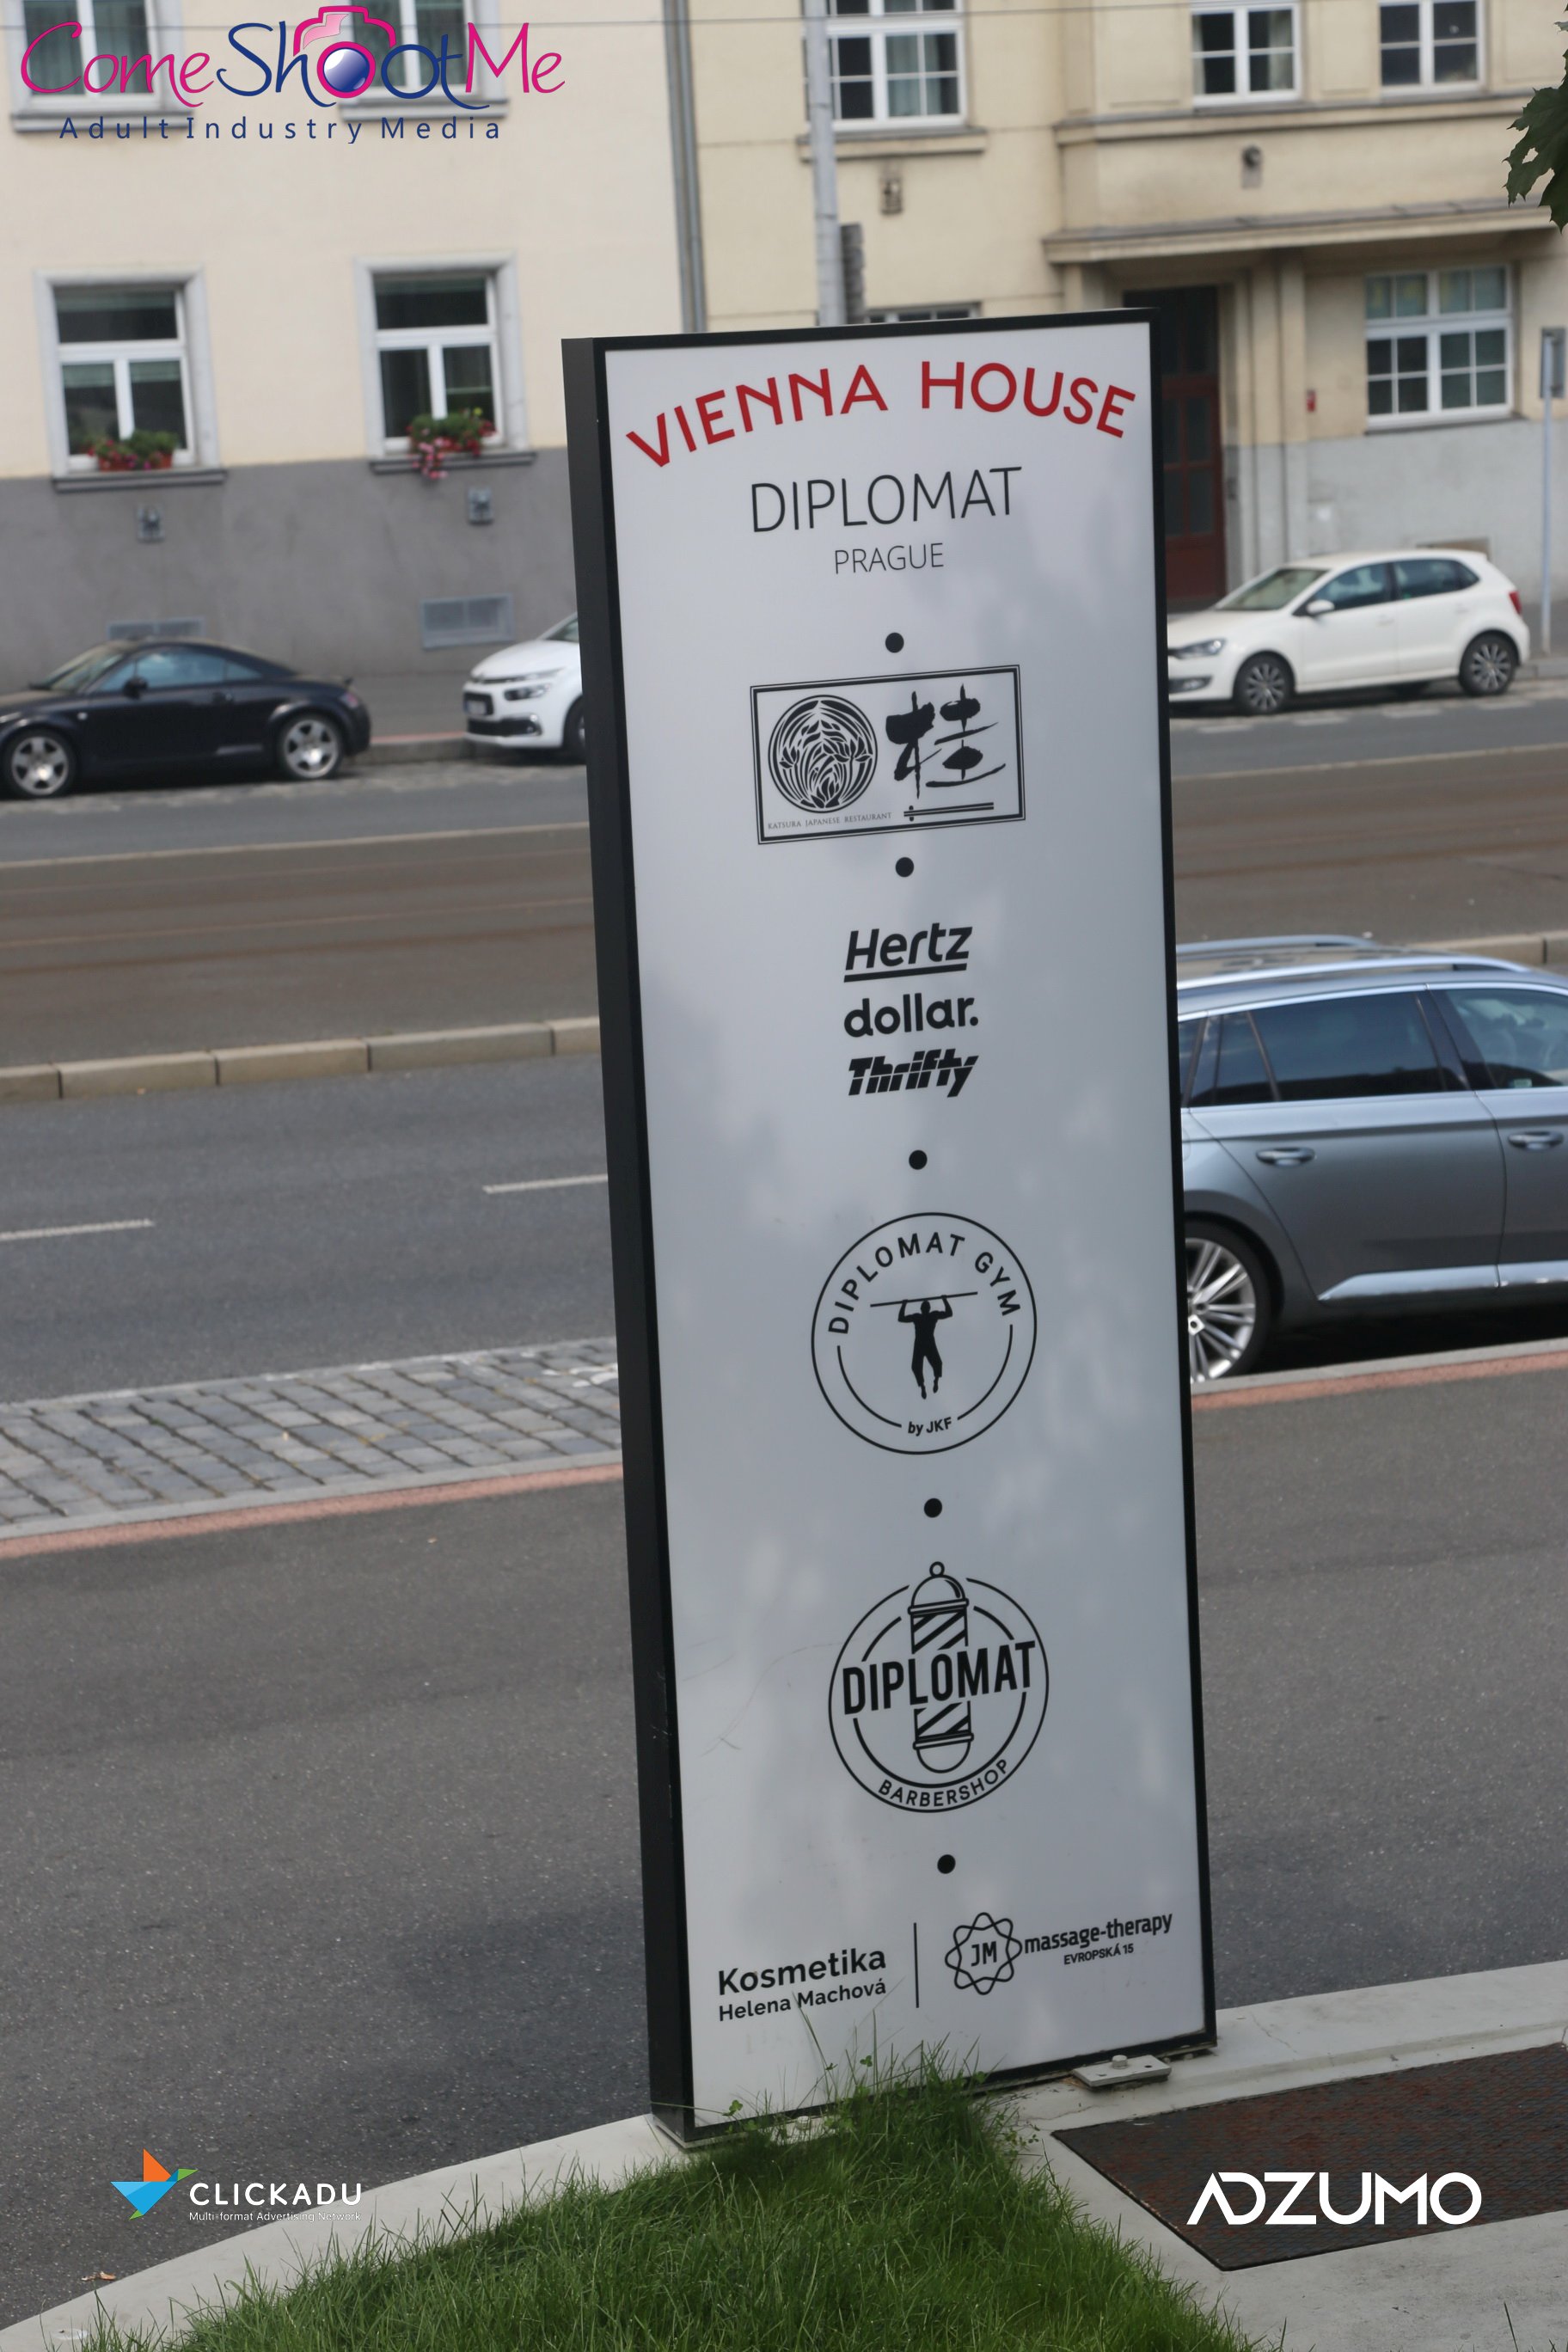 ComeShootMe
Adult Industry Media
VIENNA HOUSE
DIPLOMAT
PRAGUE
桂
KATSURA JAPANESE RESTAURANT
Hertz
dollar.
Thrifty
DIPLOMAT GYM
by JKF
DIPLOMAT
BARBERSHOP
Kosmetika
Helena Machová
JM
massage-therapy
EVROPSKÁ 15
CLICKADU
Multi-format Advertising Network
ADZUMO